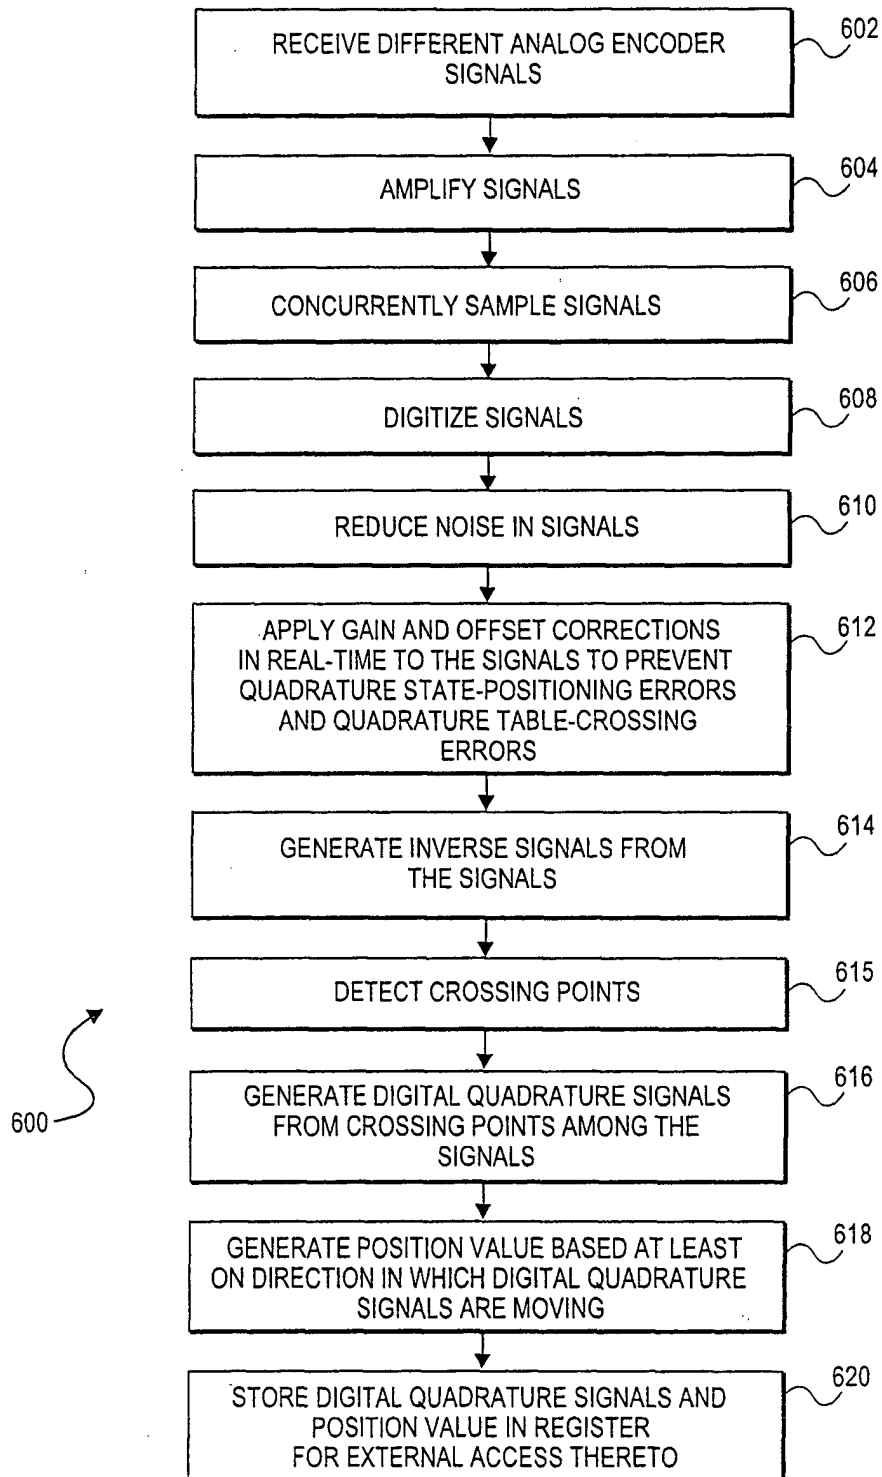 RECEIVE DIFFERENT ANALOG ENCODER
SIGNALS
602
AMPLIFY SIGNALS
604
CONCURRENTLY SAMPLE SIGNALS
606
DIGITIZE SIGNALS
608
REDUCE NOISE IN SIGNALS
610
APPLY GAIN AND OFFSET CORRECTIONS
IN REAL-TIME TO THE SIGNALS TO PREVENT
QUADRATURE STATE-POSITIONING ERRORS
AND QUADRATURE TABLE-CROSSING
ERRORS
612
GENERATE INVERSE SIGNALS FROM
THE SIGNALS
614
DETECT CROSSING POINTS
615
GENERATE DIGITAL QUADRATURE SIGNALS
FROM CROSSING POINTS AMONG THE
SIGNALS
616
600
GENERATE POSITION VALUE BASED AT LEAST
ON DIRECTION IN WHICH DIGITAL QUADRATURE
SIGNALS ARE MOVING
618
STORE DIGITAL QUADRATURE SIGNALS AND
POSITION VALUE IN REGISTER
FOR EXTERNAL ACCESS THERETO
620